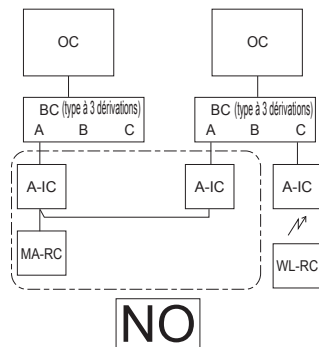 OC OC
BC (type à 3 dérivations) BC (type à 3 dérivations)
A B C A B C
A-IC A-IC A-IC
MA-RC WL-RC
NO